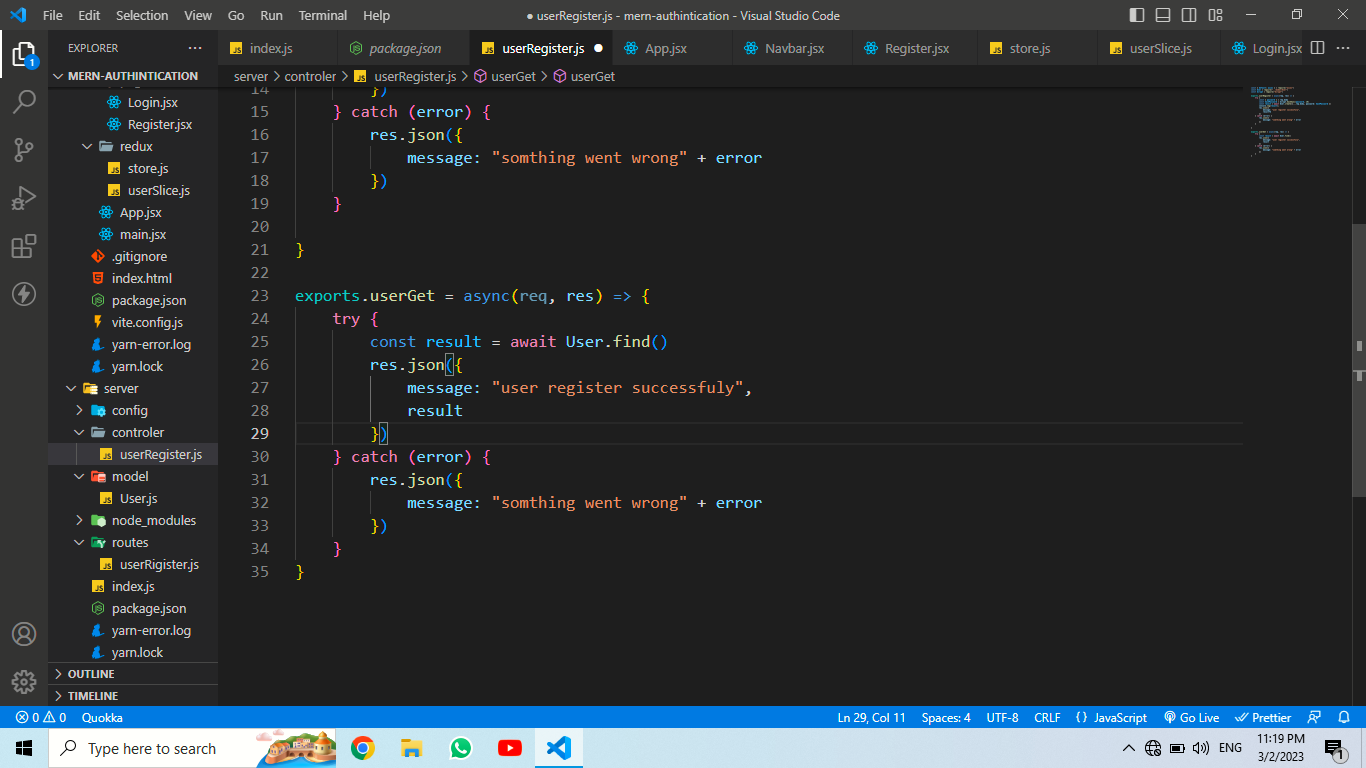 File Edit Selection View Go Run Terminal Help
● userRegister.js - mern-authintication - Visual Studio Code
EXPLORER
index.js
package.json
userRegister.js
App.jsx
Navbar.jsx
Register.jsx
store.js
userSlice.js
Login.jsx
MERN-AUTHINTICATION
server > controler > userRegister.js > userGet > userGet
Login.jsx
Register.jsx
redux
store.js
userSlice.js
App.jsx
main.jsx
.gitignore
index.html
package.json
vite.config.js
yarn-error.log
yarn.lock
server
config
controler
userRegister.js
model
User.js
node_modules
routes
userRigister.js
index.js
package.json
yarn-error.log
yarn.lock
OUTLINE
TIMELINE
14 })
15 } catch (error) {
16 res.json({
17 message: "somthing went wrong" + error
18 })
19 }
20
21 }
22
23 exports.userGet = async(req, res) => {
24 try {
25 const result = await User.find()
26 res.json({
27 message: "user register successfuly",
28 result
29 })
30 } catch (error) {
31 res.json({
32 message: "somthing went wrong" + error
33 })
34 }
35 }
0 0 Quokka
Ln 29, Col 11 Spaces: 4 UTF-8 CRLF {} JavaScript Go Live Prettier
Type here to search
ENG
11:19 PM
3/2/2023
1
1